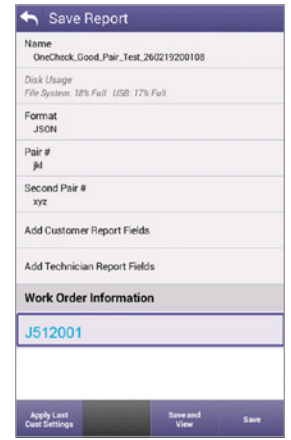 Save Report
Name
OneCheck_Good_Pair_Test_260219200108
Disk Usage
File System: 18% Full USB: 17% Full
Format
JSON
Pair #
jkl
Second Pair #
xyz
Add Customer Report Fields
Add Technician Report Fields
Work Order Information
J512001
Apply Last
Cust Settings
Save and
View
Save